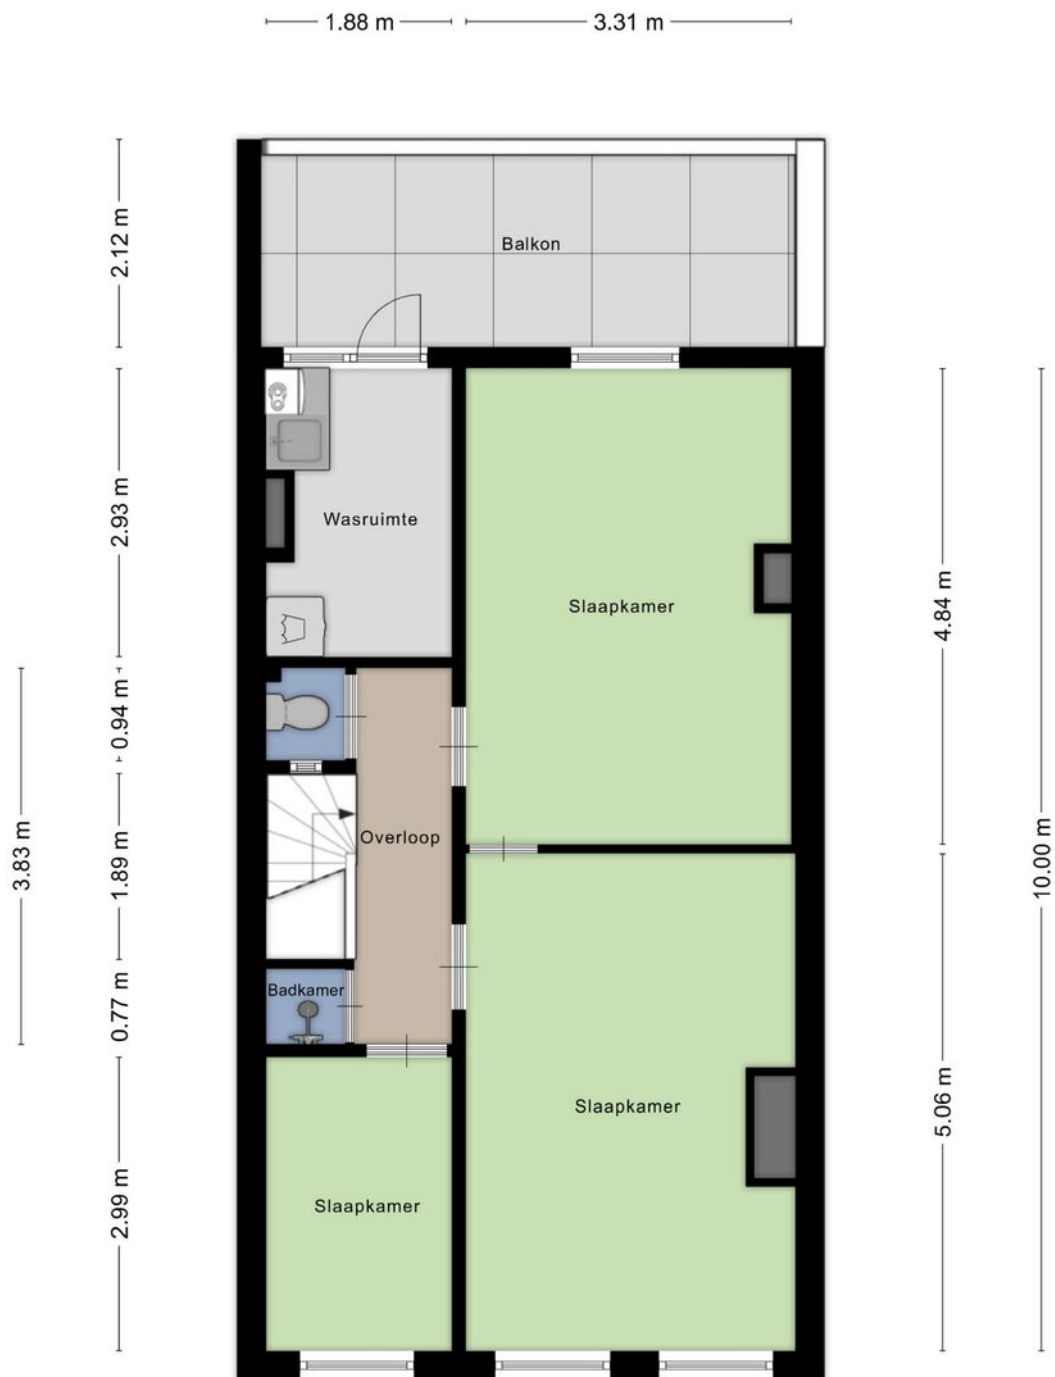 1.88 m
3.31 m
2.12 m
Balkon
2.93 m
Wasruimte
Slaapkamer
4.84 m
0.94 m
3.83 m
1.89 m
Overloop
10.00 m
0.77 m
Badkamer
Slaapkamer
5.06 m
2.99 m
Slaapkamer